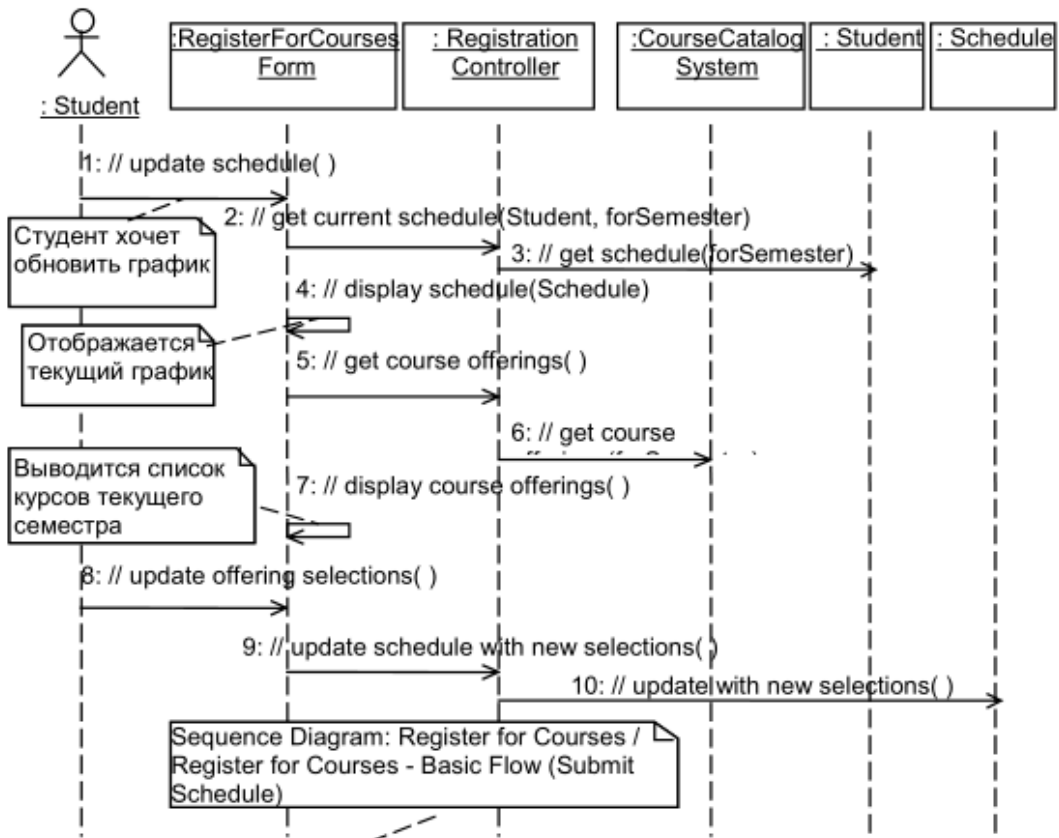 :RegisterForCourses
Form
: Registration
Controller
:CourseCatalog
System
: Student
: Schedule
: Student
1: // update schedule( )
2: // get current schedule(Student, forSemester)
Студент хочет
обновить график
3: // get schedule(forSemester)
4: // display schedule(Schedule)
Отображается
текущий график
5: // get course offerings( )
6: // get course
Выводится список
курсов текущего
семестра
7: // display course offerings( )
8: // update offering selections( )
9: // update schedule with new selections( )
10: // update with new selections( )
Sequence Diagram: Register for Courses /
Register for Courses - Basic Flow (Submit
Schedule)